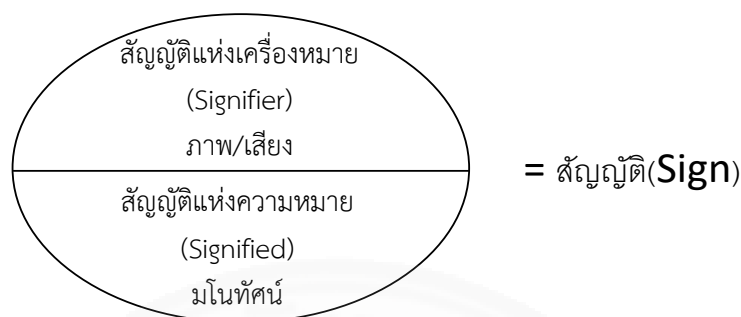 สัญญัติแห่งเครื่องหมาย
(Signifier)
ภาพ/เสียง
= สัญญัติ(Sign)
สัญญัติแห่งความหมาย
(Signified)
มโนทัศน์